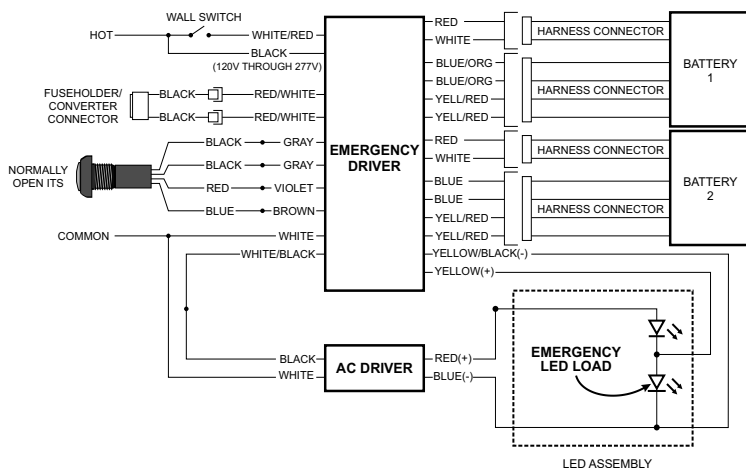 WALL SWITCH
HOT
WHITE/RED
BLACK
(120V THROUGH 277V)
FUSEHOLDER/
CONVERTER
CONNECTOR
BLACK
RED/WHITE
BLACK
RED/WHITE
NORMALLY
OPEN ITS
BLACK
GRAY
BLACK
GRAY
RED
VIOLET
BLUE
BROWN
COMMON
WHITE
WHITE/BLACK
EMERGENCY
DRIVER
RED
WHITE
HARNESS CONNECTOR
BLUE/ORG
BLUE/ORG
YELL/RED
YELL/RED
HARNESS CONNECTOR
BATTERY
1
RED
WHITE
HARNESS CONNECTOR
BLUE
BLUE
YELL/RED
YELL/RED
HARNESS CONNECTOR
BATTERY
2
YELLOW/BLACK(-)
YELLOW(+)
BLACK
WHITE
AC DRIVER
RED(+)
BLUE(-)
EMERGENCY
LED LOAD
LED ASSEMBLY